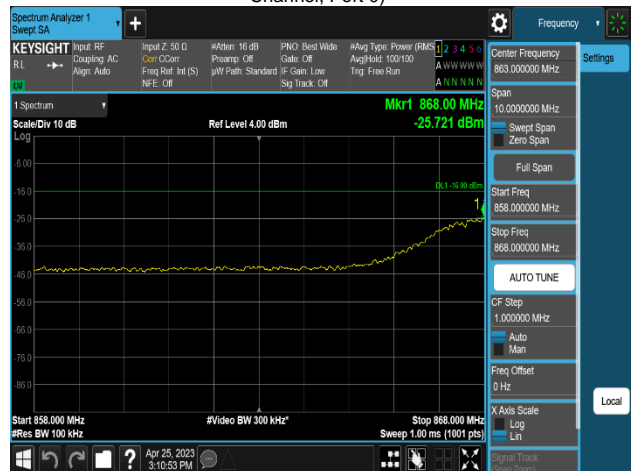 Channel, Port 0)
Spectrum Analyzer 1
Swept SA
Frequency
KEYSIGHT
RL
LXI
Input: RF
Coupling: AC
Align: Auto
Input Z: 50 Ω
Corr CCorr
Freq Ref: Int (S)
NFE: Off
#Atten: 16 dB
Preamp: Off
µW Path: Standard
PNO: Best Wide
Gate: Off
IF Gain: Low
Sig Track: Off
#Avg Type: Power (RMS
Avg|Hold: 100/100
Trig: Free Run
1 2 3 4 5 6
A W W W W W
A N N N N N
1 Spectrum
Scale/Div 10 dB
Ref Level 4.00 dBm
Mkr1 868.00 MHz
-25.721 dBm
Log
-6.00
-16.0
-26.0
-36.0
-46.0
-56.0
-66.0
-76.0
-86.0
DL1 -16.00 dBm
1
Start 858.000 MHz
#Res BW 100 kHz
#Video BW 300 kHz*
Stop 868.000 MHz
Sweep 1.00 ms (1001 pts)
Center Frequency
863.000000 MHz
Settings
Span
10.0000000 MHz
Swept Span
Zero Span
Full Span
Start Freq
858.000000 MHz
Stop Freq
868.000000 MHz
AUTO TUNE
CF Step
1.000000 MHz
Auto
Man
Freq Offset
0 Hz
X Axis Scale
Log
Lin
Local
Signal Track
(Span Zoom)
?
Apr 25, 2023
3:10:53 PM